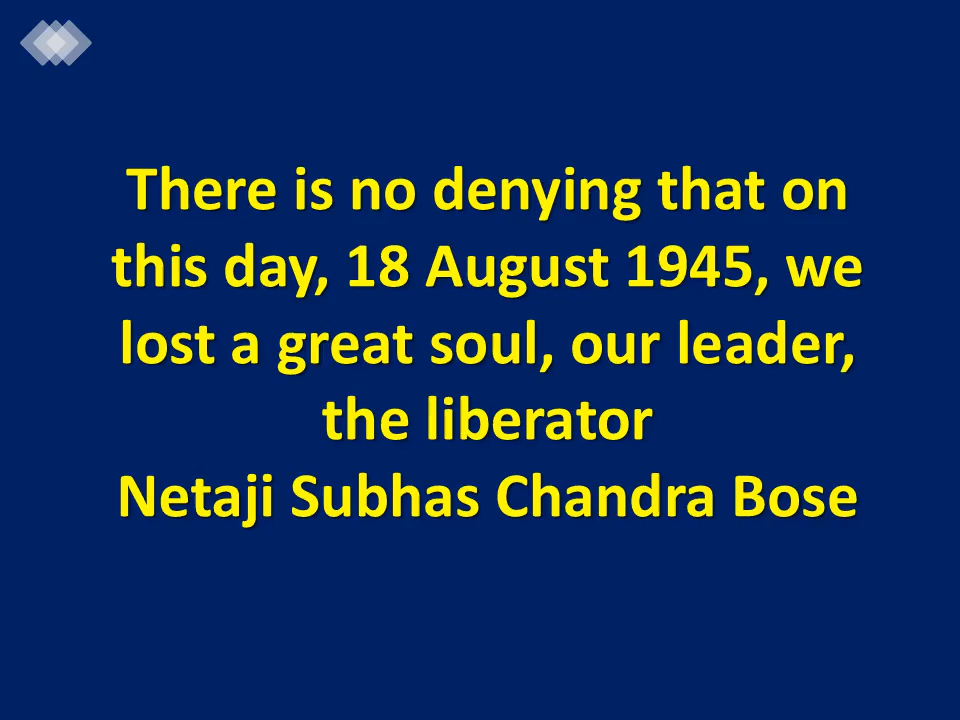 There is no denying that on
this day, 18 August 1945, we
lost a great soul, our leader,
the liberator
Netaji Subhas Chandra Bose